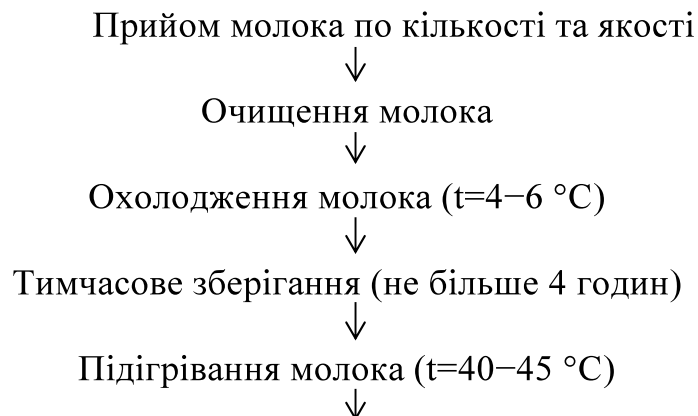 Прийом молока по кількості та якості
Очищення молока
Охолодження молока (t=4−6 °C)
Тимчасове зберігання (не більше 4 годин)
Підігрівання молока (t=40−45 °C)